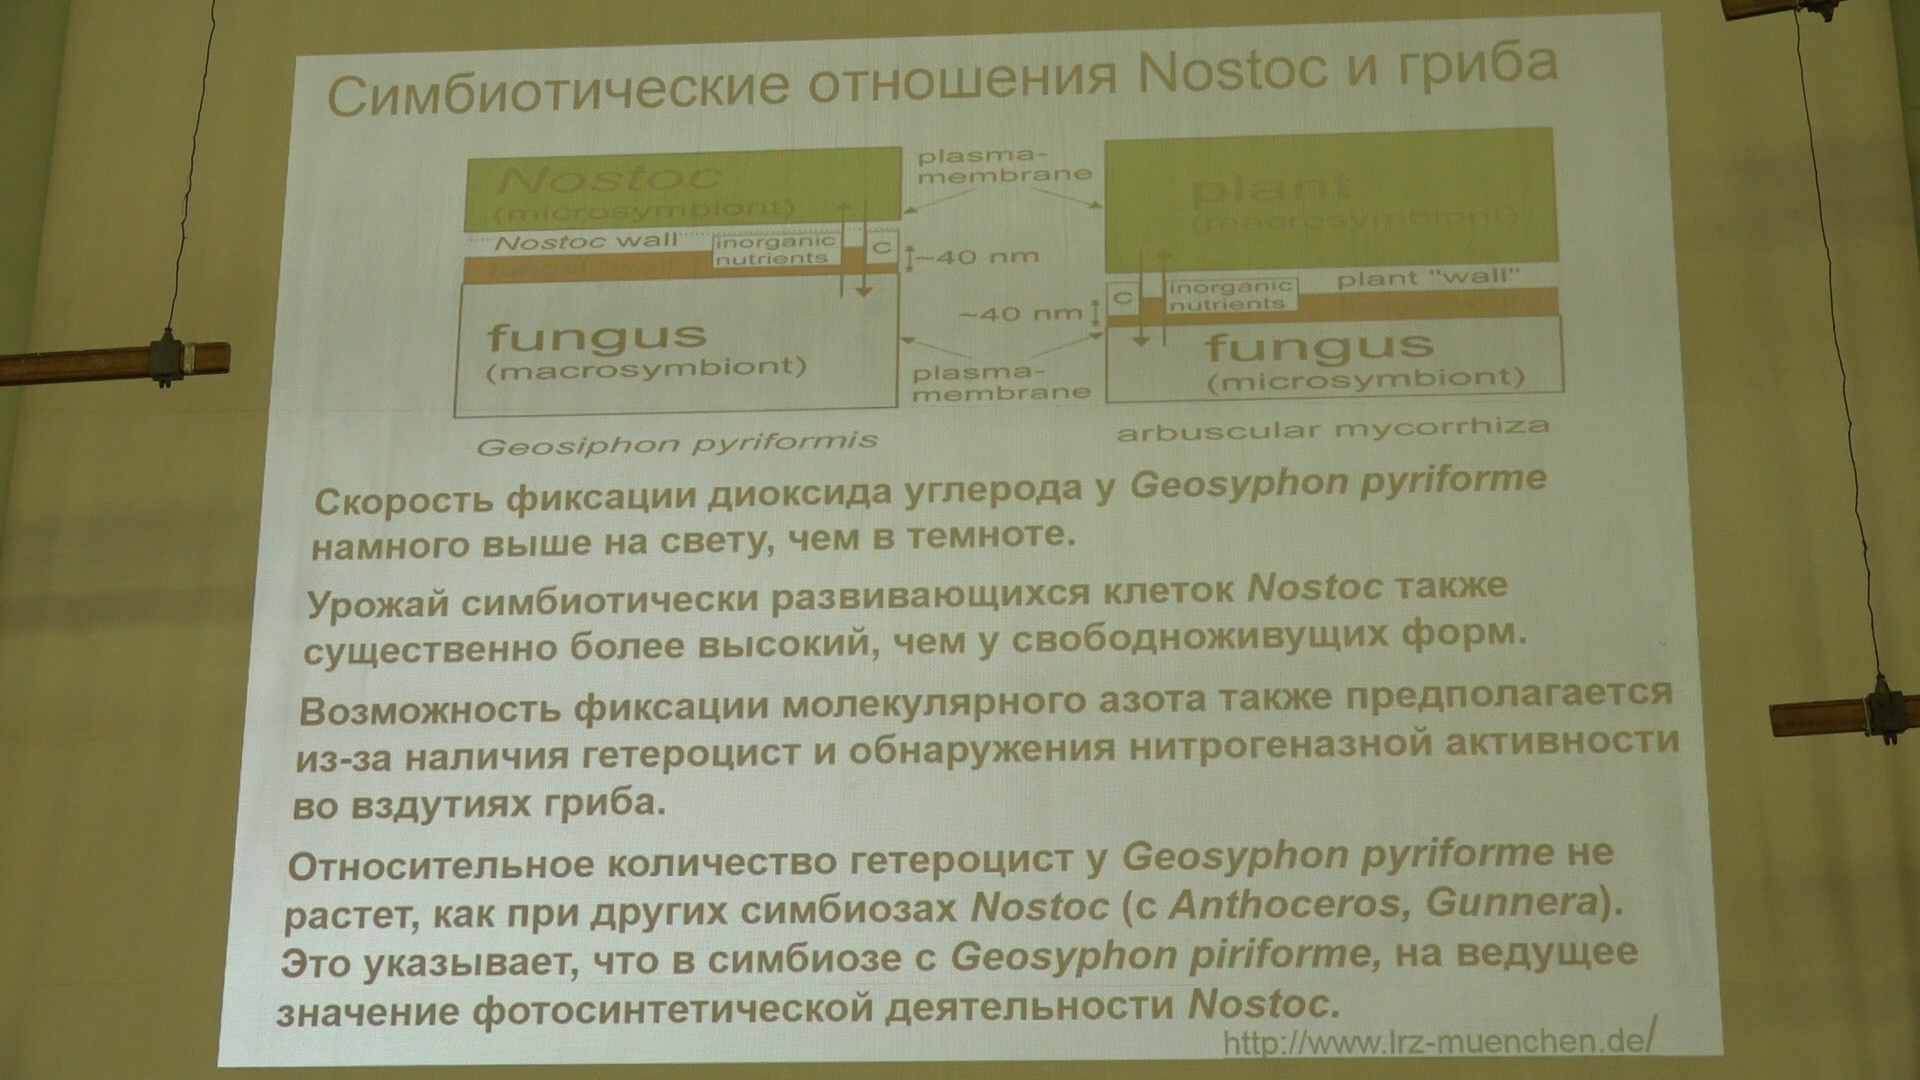 Симбиотические отношения Nostoc и гриба
Nostoc
(microsymbiont)
Nostoc wall
inorganic
nutrients
C
fungal "wall"
~40 nm
fungus
(macrosymbiont)
Geosiphon pyriformis
plasma-
membrane
plasma-
membrane
plant
(macrosymbiont)
plant "wall"
C
inorganic
nutrients
~40 nm
fungus
(microsymbiont)
arbuscular mycorrhiza
Скорость фиксации диоксида углерода у Geosyphon pyriforme
намного выше на свету, чем в темноте.
Урожай симбиотически развивающихся клеток Nostoc также
существенно более высокий, чем у свободноживущих форм.
Возможность фиксации молекулярного азота также предполагается
из-за наличия гетероцист и обнаружения нитрогеназной активности
во вздутиях гриба.
Относительное количество гетероцист у Geosyphon pyriforme не
растет, как при других симбиозах Nostoc (с Anthoceros, Gunnera).
Это указывает, что в симбиозе с Geosyphon piriforme, на ведущее
значение фотосинтетической деятельности Nostoc.
http://www.lrz-muenchen.de/